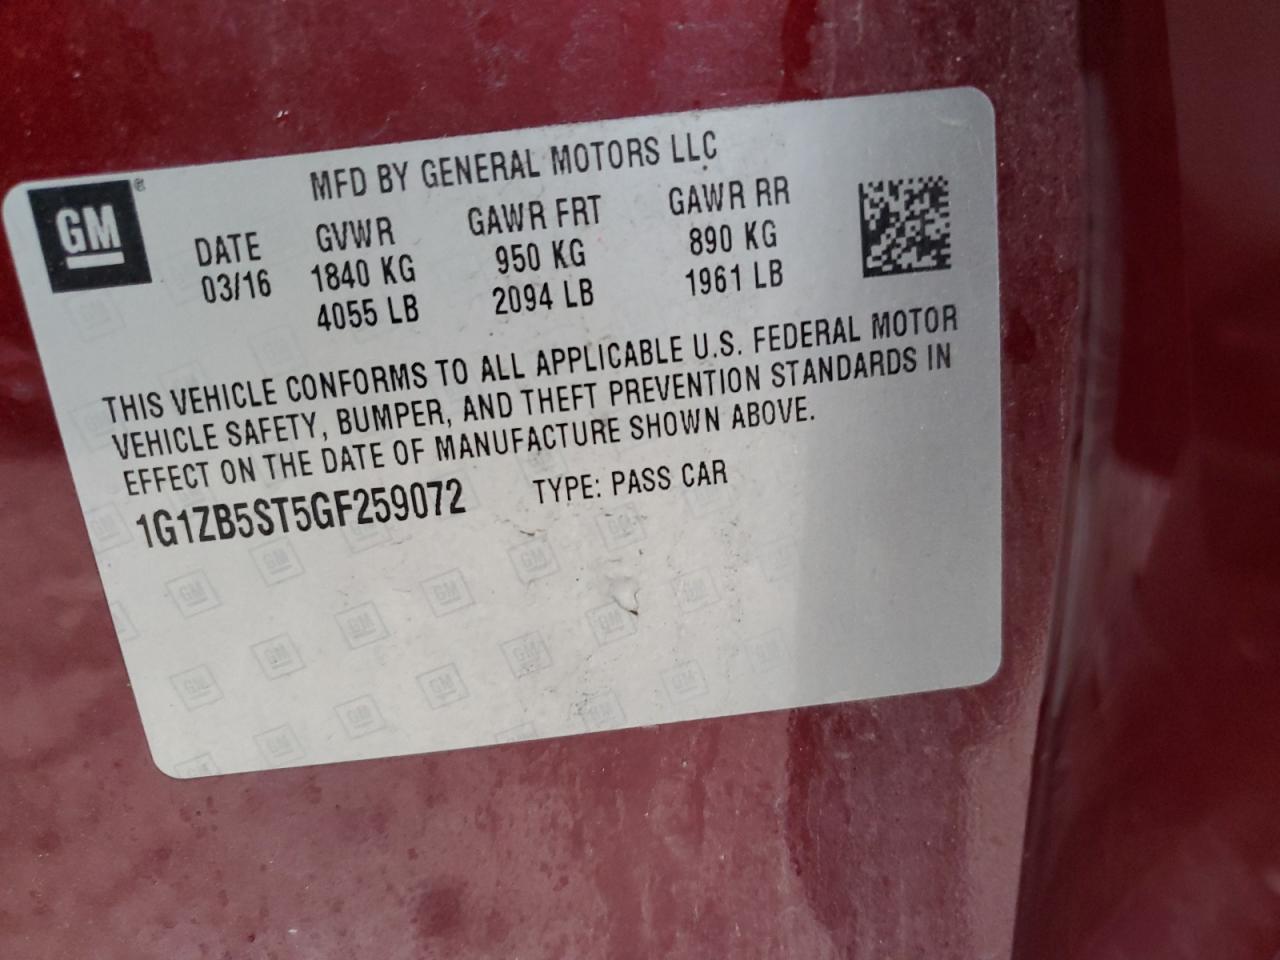 MFD BY GENERAL MOTORS LLC
GM ®
DATE GVWR GAWR FRT GAWR RR
03/16 1840 KG 950 KG 890 KG
4055 LB 2094 LB 1961 LB
THIS VEHICLE CONFORMS TO ALL APPLICABLE U.S. FEDERAL MOTOR
VEHICLE SAFETY, BUMPER, AND THEFT PREVENTION STANDARDS IN
EFFECT ON THE DATE OF MANUFACTURE SHOWN ABOVE.
1G1ZB5ST5GF259072 TYPE: PASS CAR